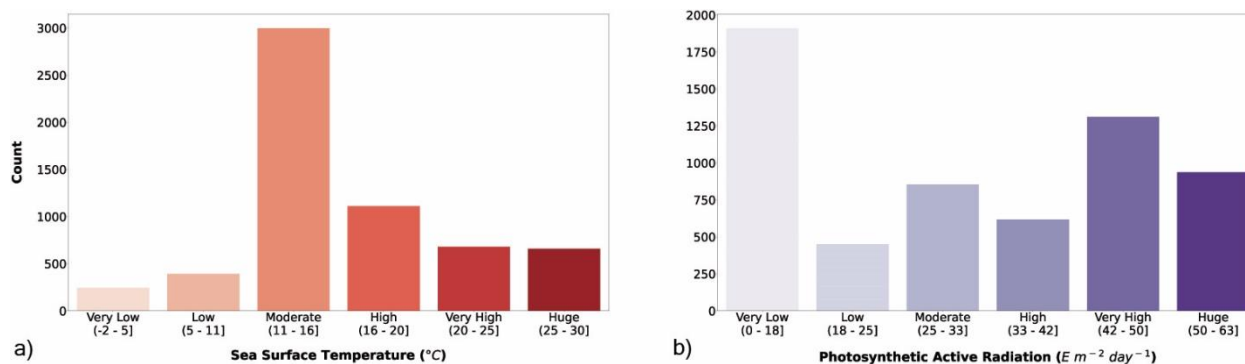 Count
3000
2500
2000
1500
1000
500
0
Very Low Low Moderate High Very High Huge
(-2 - 5] (5 - 11] (11 - 16] (16 - 20] (20 - 25] (25 - 30]
a) Sea Surface Temperature (°C)
2000
1750
1500
1250
1000
750
500
250
0
Very Low Low Moderate High Very High Huge
(0 - 18] (18 - 25] (25 - 33] (33 - 42] (42 - 50] (50 - 63]
b) Photosynthetic Active Radiation (E m⁻² day⁻¹)